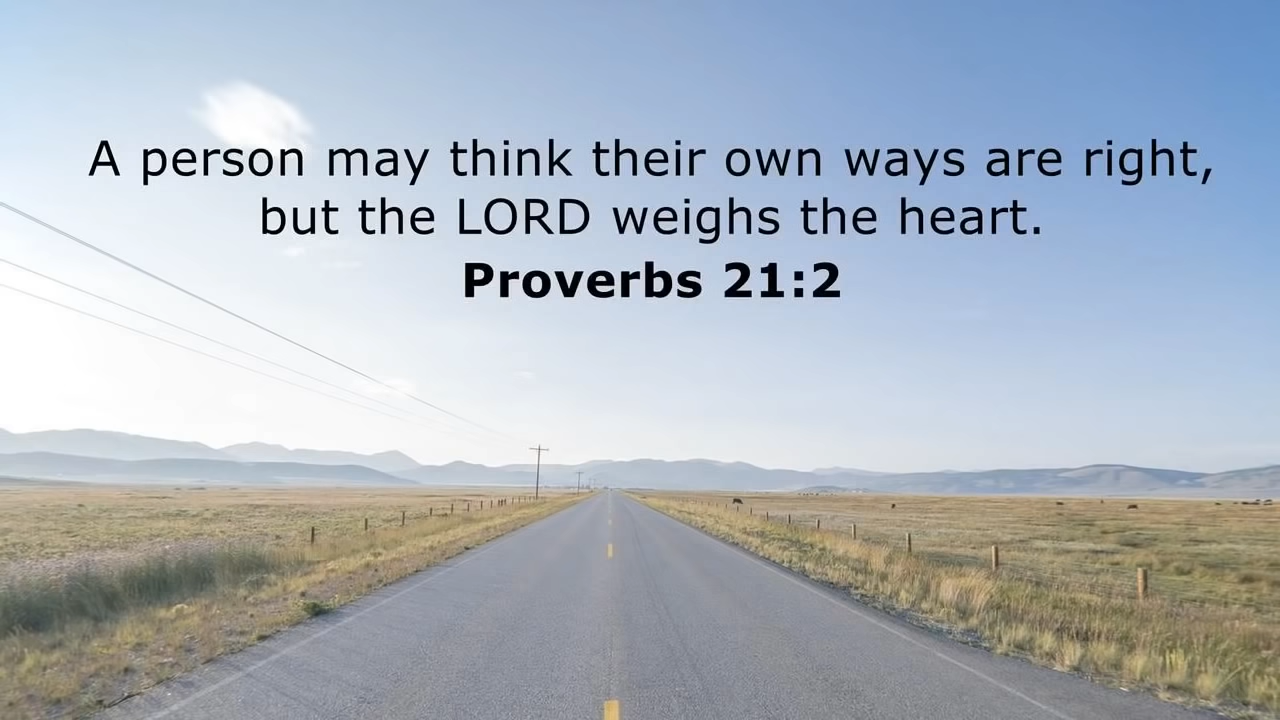 A person may think their own ways are right,
but the LORD weighs the heart.
Proverbs 21:2